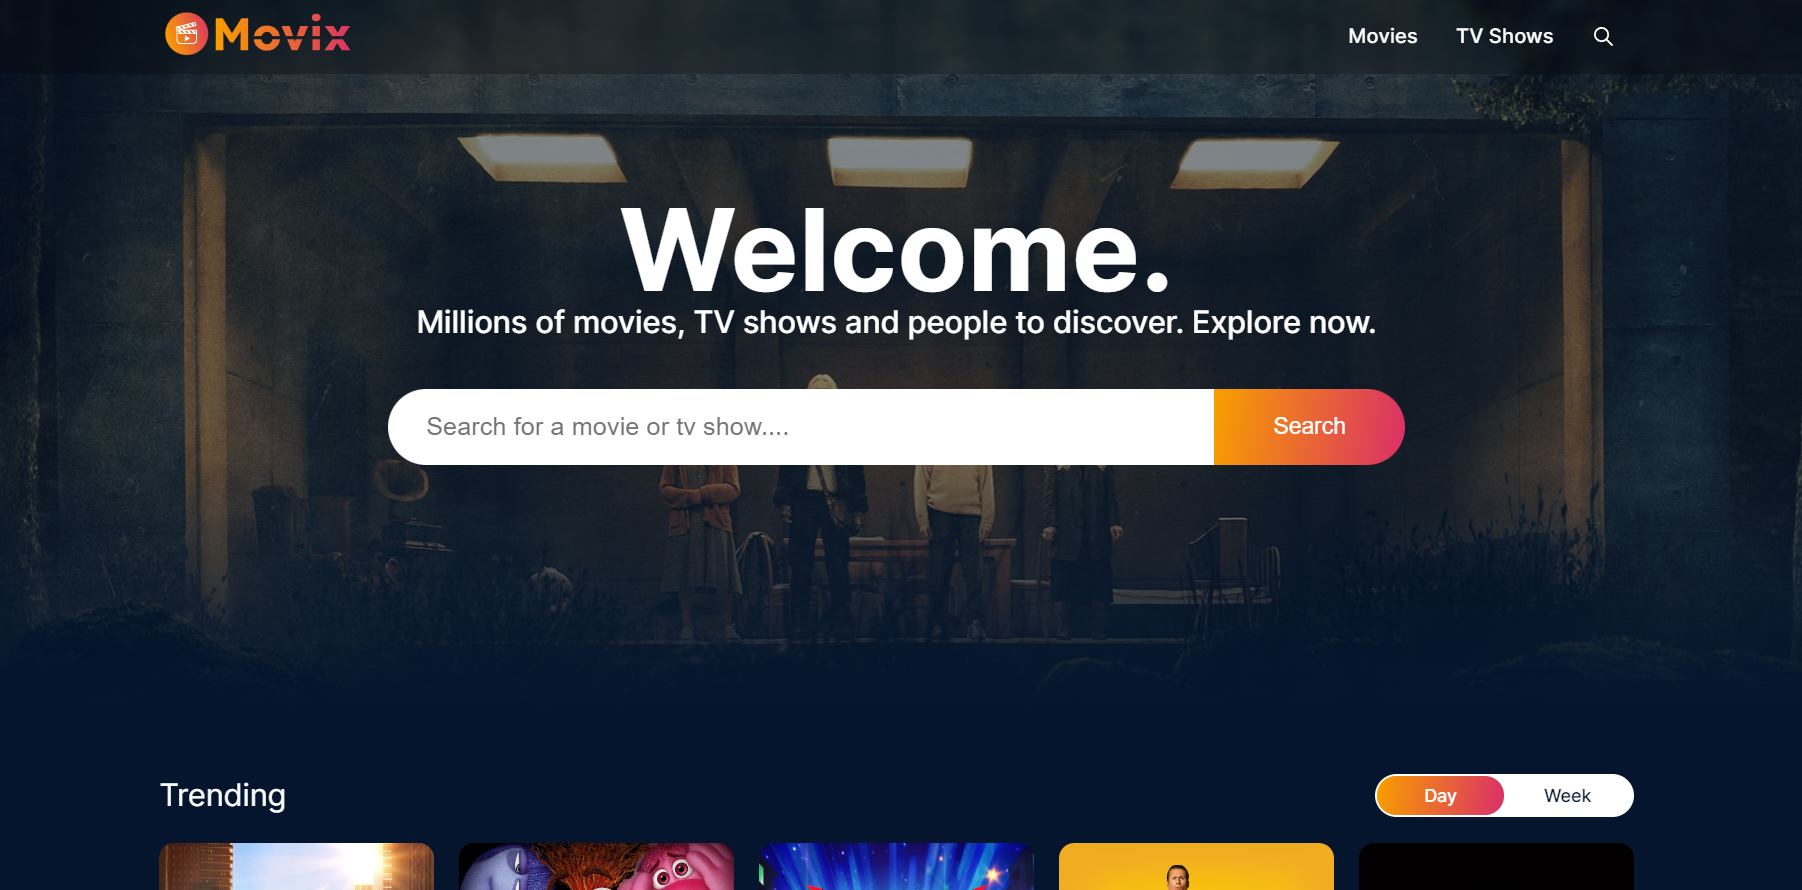 Movix
Movies
TV Shows
Welcome.
Millions of movies, TV shows and people to discover. Explore now.
Search for a movie or tv show....
Search
Trending
Day
Week